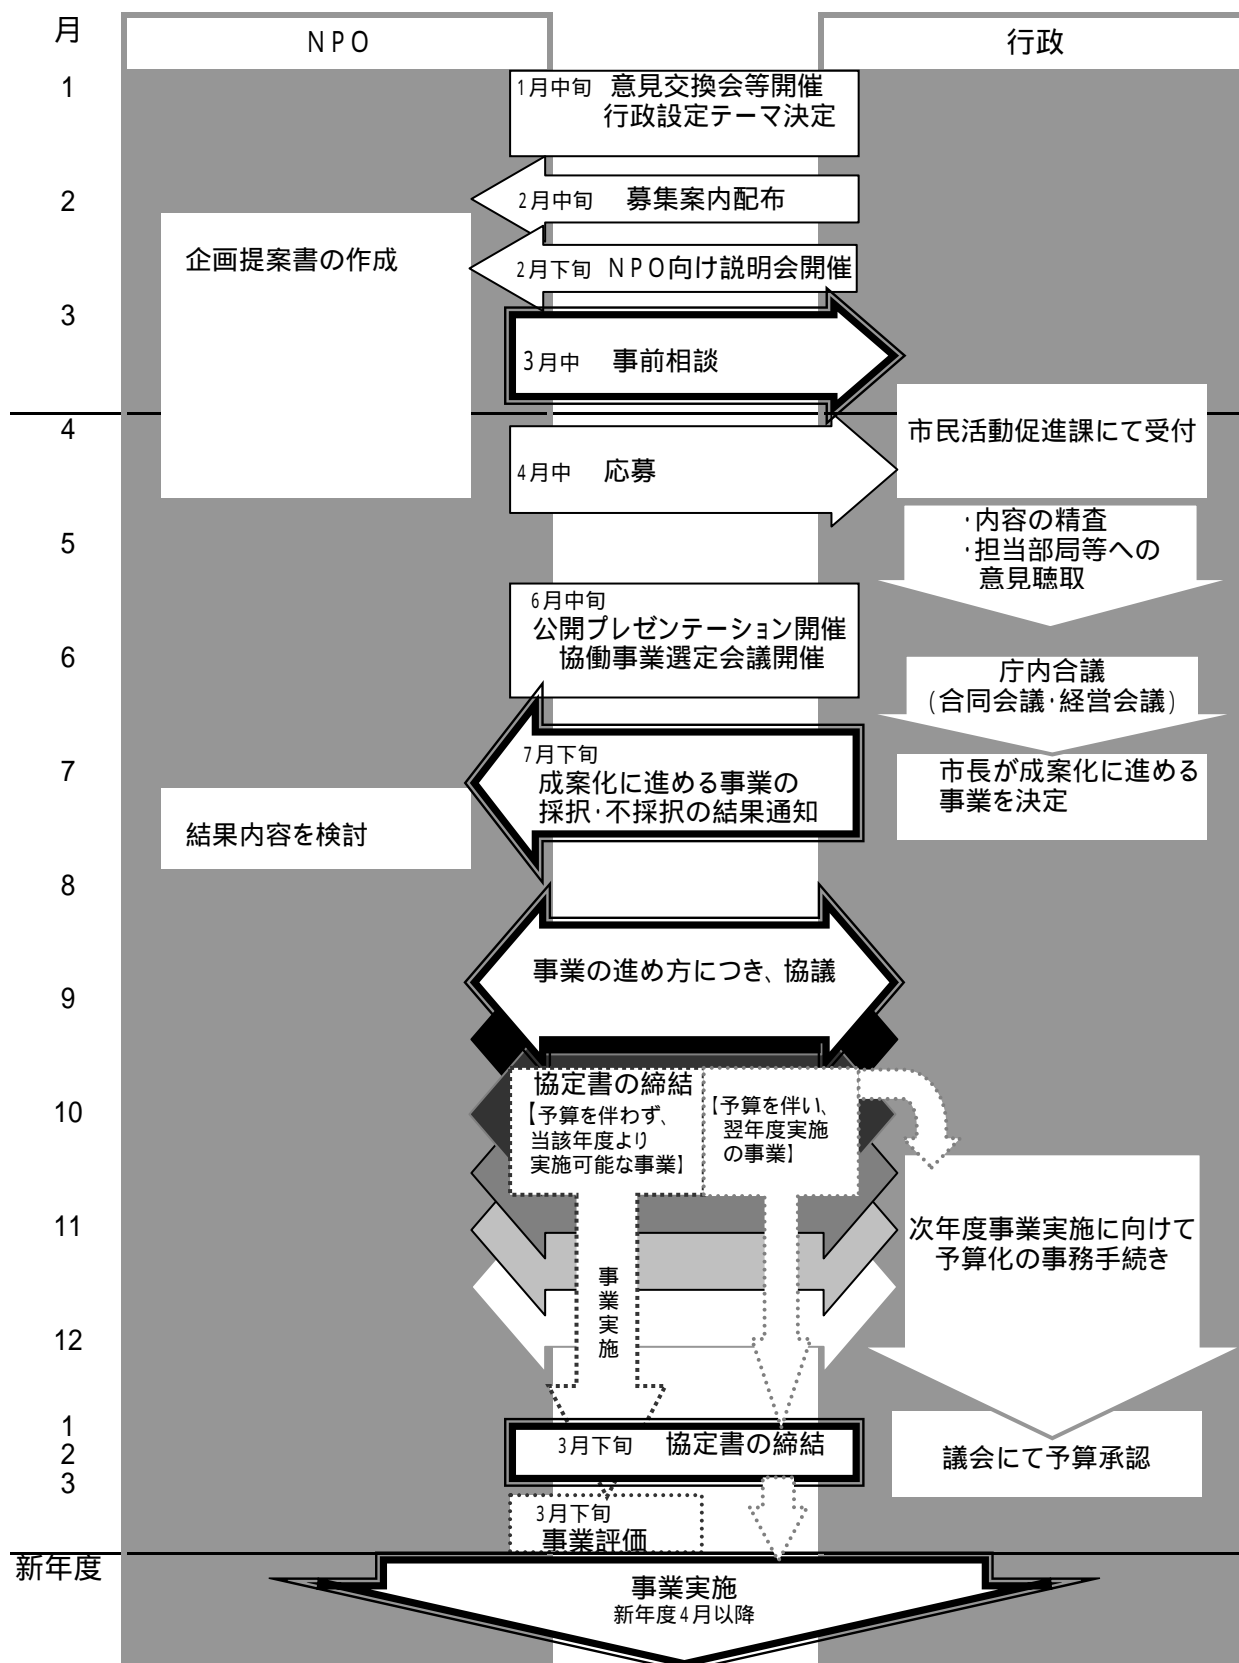 月
NPO
行政
1
1月中旬 意見交換会等開催
行政設定テーマ決定
2
2月中旬 募集案内配布
企画提案書の作成
2月下旬 NPO向け説明会開催
3
3月中 事前相談
4
市民活動促進課にて受付
4月中 応募
5
・内容の精査
・担当部局等への
意見聴取
6月中旬
公開プレゼンテーション開催
協働事業選定会議開催
6
庁内合議
(合同会議・経営会議)
7
7月下旬
成案化に進める事業の
採択・不採択の結果通知
市長が成案化に進める
事業を決定
結果内容を検討
8
事業の進め方につき、協議
9
10
協定書の締結
【予算を伴わず、
当該年度より
実施可能な事業】
【予算を伴い、
翌年度実施
の事業】
11
次年度事業実施に向けて
予算化の事務手続き
事業実施
12
1
2
3
3月下旬 協定書の締結
議会にて予算承認
3月下旬
事業評価
新年度
事業実施
新年度4月以降